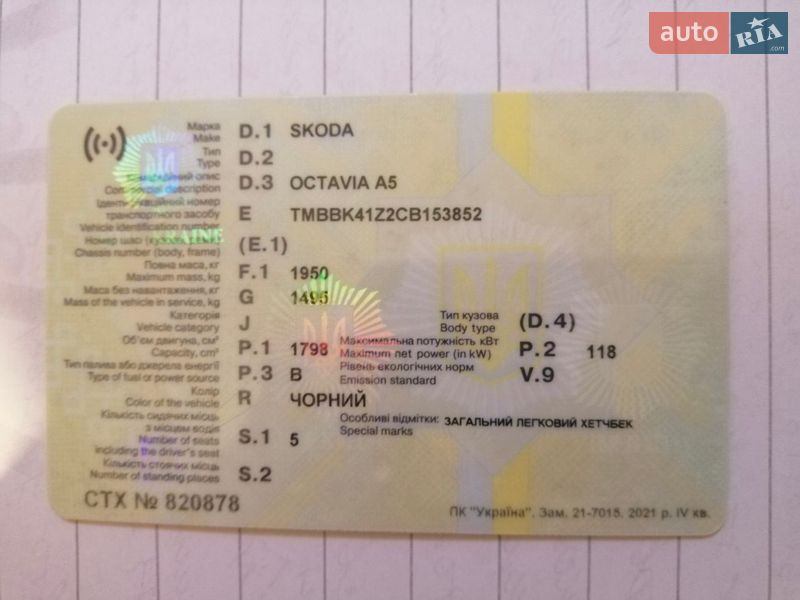 auto RIA .com
Марка
Make
D.1 SKODA
Тип
Type
D.2
Комерційний опис
Commercial description
D.3 OCTAVIA A5
Ідентифікаційний номер
транспортного засобу
Vehicle identification number
E TMBBK41Z2CB153852
UKRAINE
Номер шасі (кузова, рами)
Chassis number (body, frame)
(E.1)
Повна маса, кг
Maximum mass, kg
F.1 1950
Маса без навантаження, кг
Mass of the vehicle in service, kg
G 1495
Категорія
Vehicle category
J
Тип кузова
Body type
(D.4)
Об'єм двигуна, см³
Capacity, cm³
P.1 1798
Максимальна потужність кВт
Maximum net power (in kW)
P.2 118
Тип палива або джерела енергії
Type of fuel or power source
P.3 B
Рівень екологічних норм
Emission standard
V.9
Колір
Color of the vehicle
R ЧОРНИЙ
Кількість сидячих місць
з місцем водія
Number of seats
including the driver's seat
S.1 5
Особливі відмітки: ЗАГАЛЬНИЙ ЛЕГКОВИЙ ХЕТЧБЕК
Special marks
Кількість стоячих місць
Number of standing places
S.2
СТХ № 820878
ПК "Україна". Зам. 21-7015. 2021 р. IV кв.